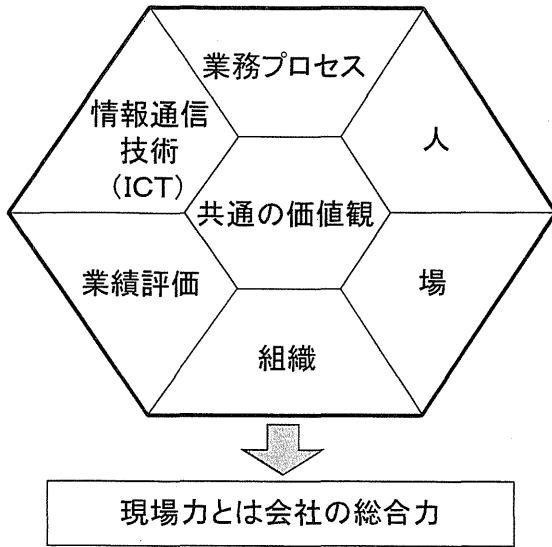 業務プロセス
情報通信
技術
(ICT)
人
共通の価値観
業績評価
場
組織
現場力とは会社の総合力